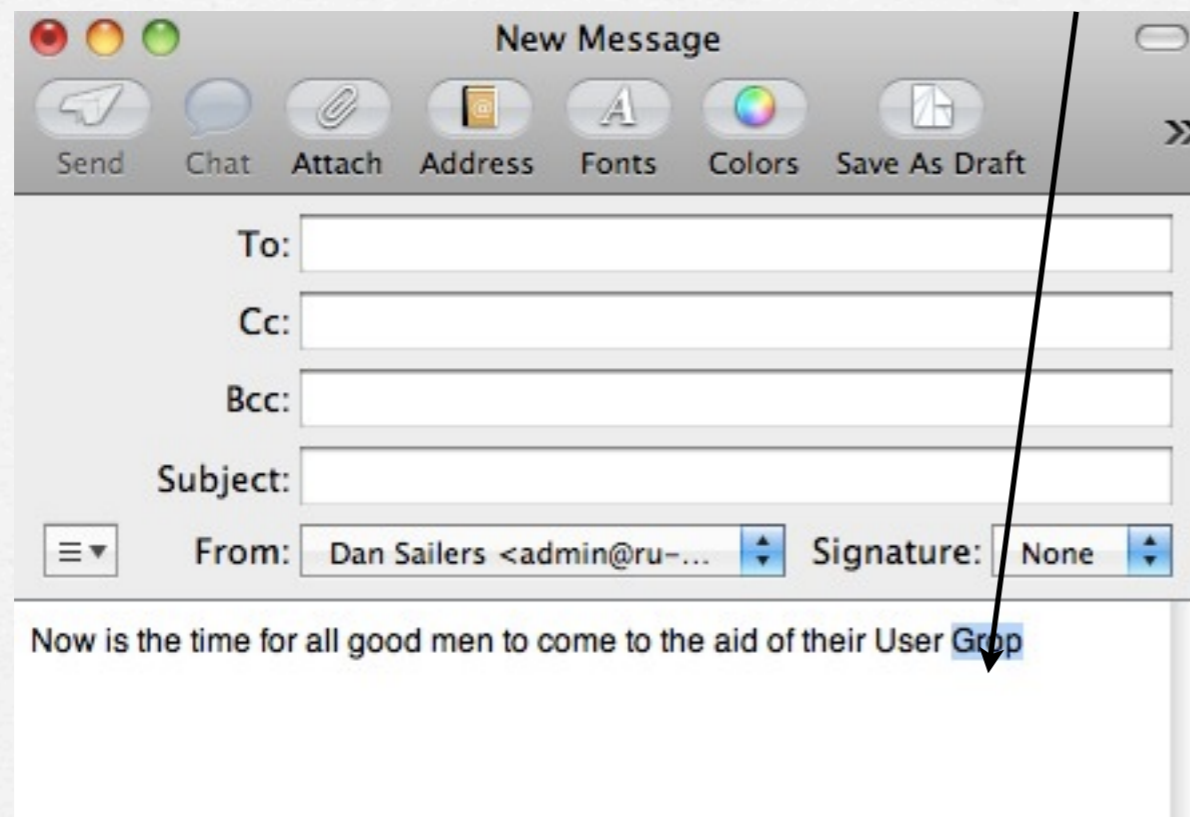 New Message
Send Chat Attach Address Fonts Colors Save As Draft
To:
Cc:
Bcc:
Subject:
From: Dan Sailers <admin@ru-... Signature: None
Now is the time for all good men to come to the aid of their User Grop